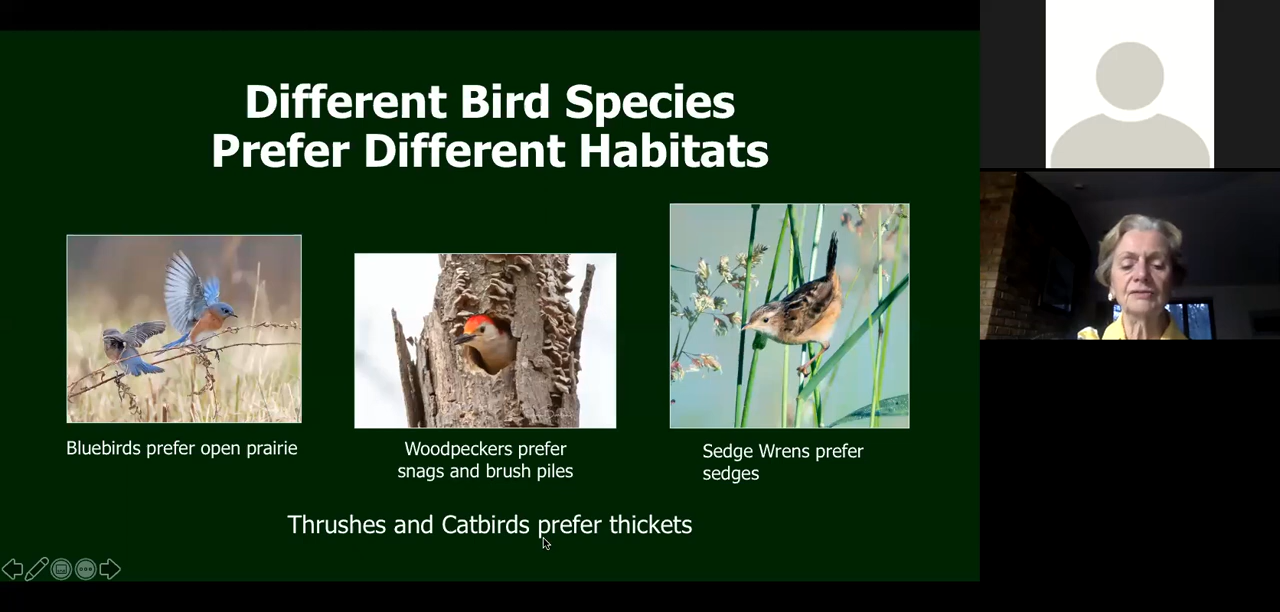 Different Bird Species
Prefer Different Habitats
Bluebirds prefer open prairie
Woodpeckers prefer
snags and brush piles
Sedge Wrens prefer
sedges
Thrushes and Catbirds prefer thickets